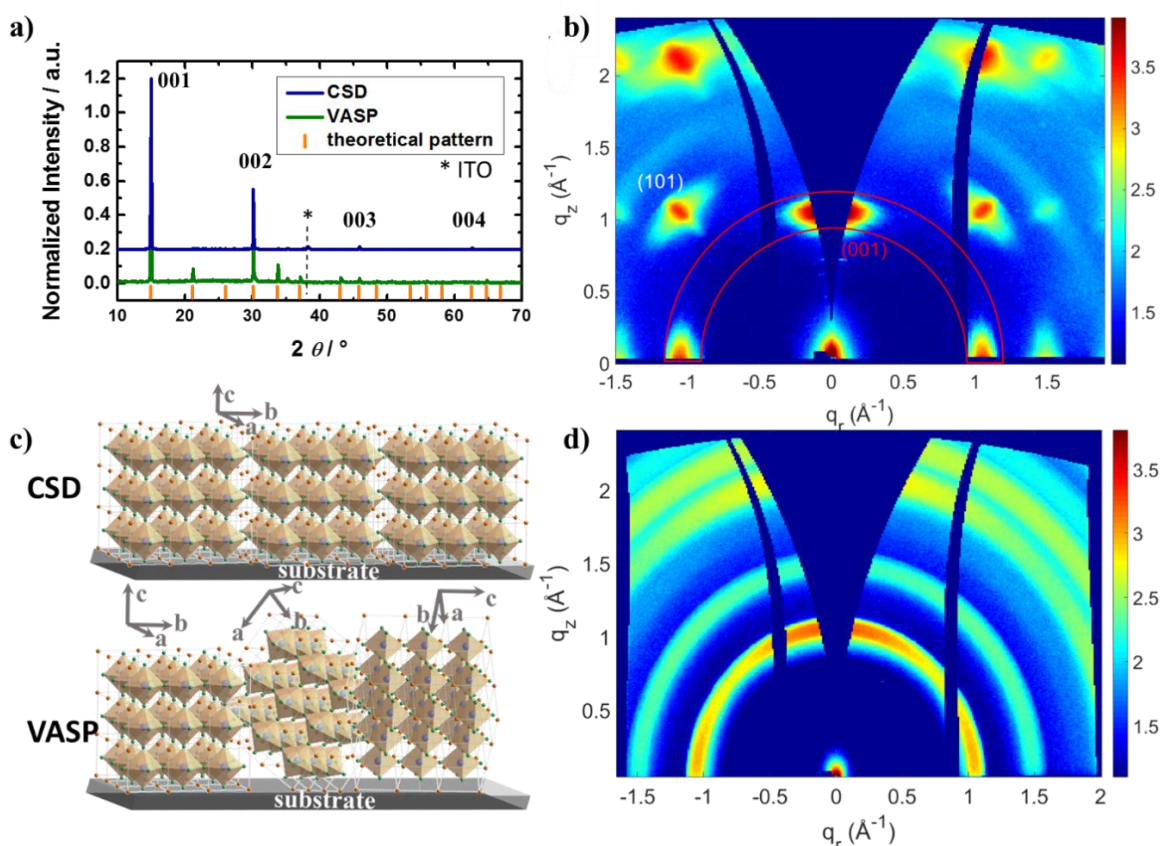 a)
Normalized Intensity / a.u.
1.2
1.0
0.8
0.6
0.4
0.2
0.0
001
002
003
004
CSD
VASP
theoretical pattern
* ITO
*
10 20 30 40 50 60 70
2 θ / °
b)
q_z (Å⁻¹)
2
1.5
1
0.5
0
(101)
(001)
-1.5 -1 -0.5 0 0.5 1 1.5
q_r (Å⁻¹)
3.5
3
2.5
2
1.5
c)
c
b
a
CSD
substrate
c
b
a
c
a
b
c
b
a
VASP
substrate
d)
q_z (Å⁻¹)
2
1.5
1
0.5
-1.5 -1 -0.5 0 0.5 1 1.5 2
q_r (Å⁻¹)
3.5
3
2.5
2
1.5